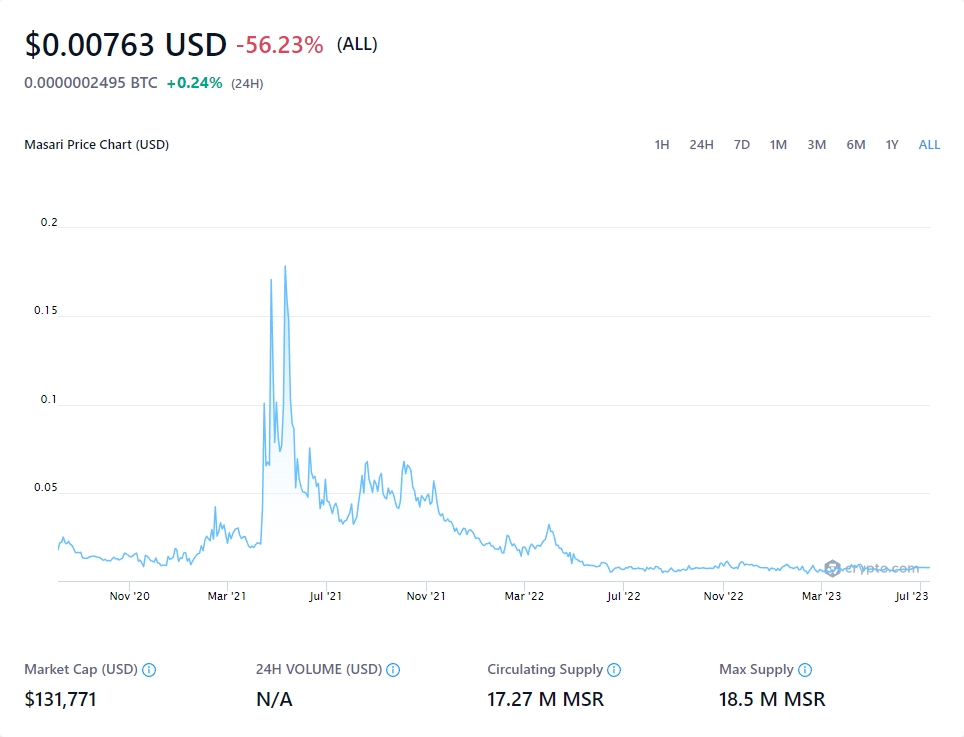 $0.00763 USD -56.23% (ALL)
0.0000002495 BTC +0.24% (24H)
Masari Price Chart (USD) 1H 24H 7D 1M 3M 6M 1Y ALL
0.2
0.15
0.1
0.05
crypto.com
Nov '20 Mar '21 Jul '21 Nov '21 Mar '22 Jul '22 Nov '22 Mar '23 Jul '23
Market Cap (USD) 24H VOLUME (USD) Circulating Supply Max Supply
$131,771 N/A 17.27 M MSR 18.5 M MSR